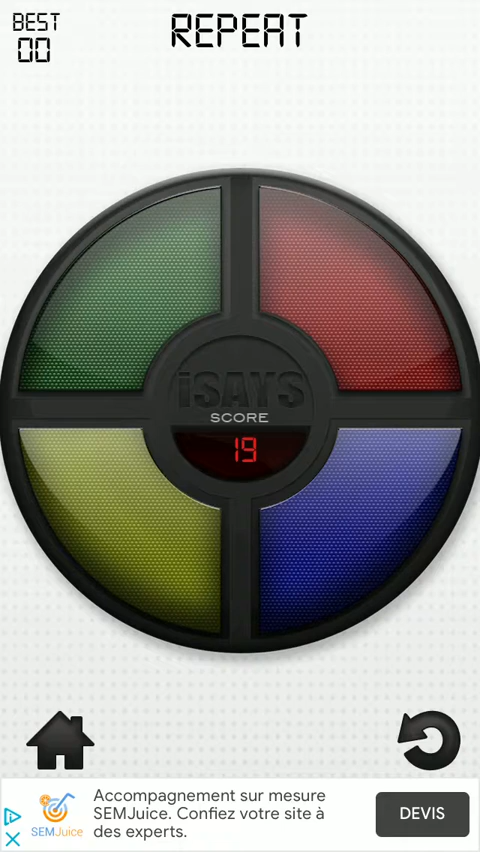 BEST
00
REPEAT
iSAYS
SCORE
19
Accompagnement sur mesure
SEMJuice. Confiez votre site à
des experts.
SEMJuice
DEVIS